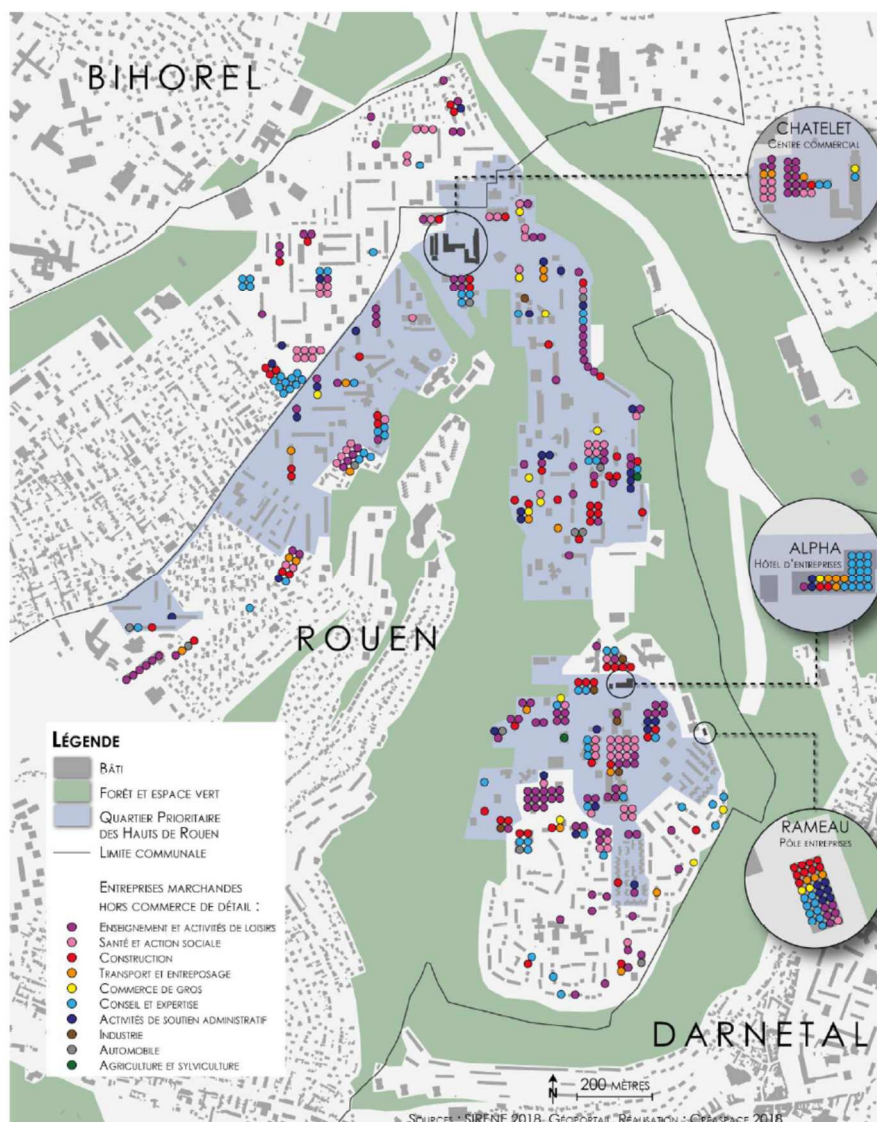 BIHOREL
CHATELET
CENTRE COMMERCIAL
ALPHA
HÔTEL D'ENTREPRISES
ROUEN
RAMEAU
PÔLE ENTREPRISES
DARNETAL
LÉGENDE
BÂTI
FORÊT ET ESPACE VERT
QUARTIER PRIORITAIRE
DES HAUTS DE ROUEN
LIMITE COMMUNALE
ENTREPRISES MARCHANDES
HORS COMMERCE DE DÉTAIL :
ENSEIGNEMENT ET ACTIVITÉS DE LOISIRS
SANTÉ ET ACTION SOCIALE
CONSTRUCTION
TRANSPORT ET ENTREPOSAGE
COMMERCE DE GROS
CONSEIL ET EXPERTISE
ACTIVITÉS DE SOUTIEN ADMINISTRATIF
INDUSTRIE
AUTOMOBILE
AGRICULTURE ET SYLVICULTURE
N
200 MÈTRES
SOURCES : SIRENE 2018, GÉOPORTAIL. RÉALISATION : CRÉASPACE 2018